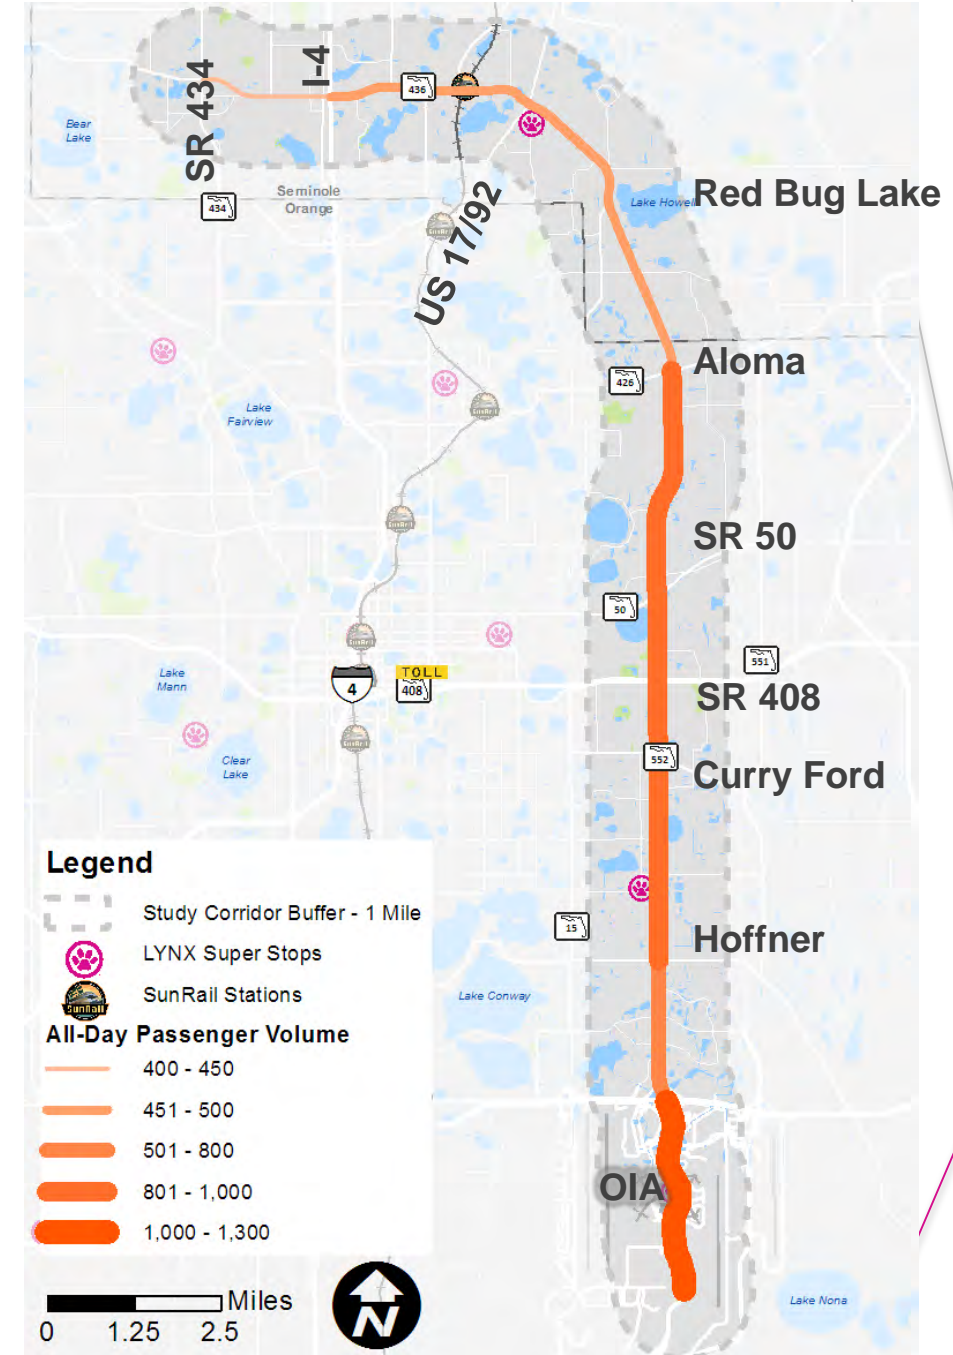 SR 434
I-4
436
Bear
Lake
434
Seminole
Orange
US 17/92
Lake Howell
Red Bug Lake
Aloma
426
Lake
Fairview
SR 50
50
551
Lake
Mann
4
TOLL
408
SR 408
552
Curry Ford
Clear
Lake
15
Hoffner
Lake Conway
OIA
Lake Nona
Legend
Study Corridor Buffer - 1 Mile
LYNX Super Stops
SunRail
SunRail Stations
All-Day Passenger Volume
400 - 450
451 - 500
501 - 800
801 - 1,000
1,000 - 1,300
Miles
0 1.25 2.5
N